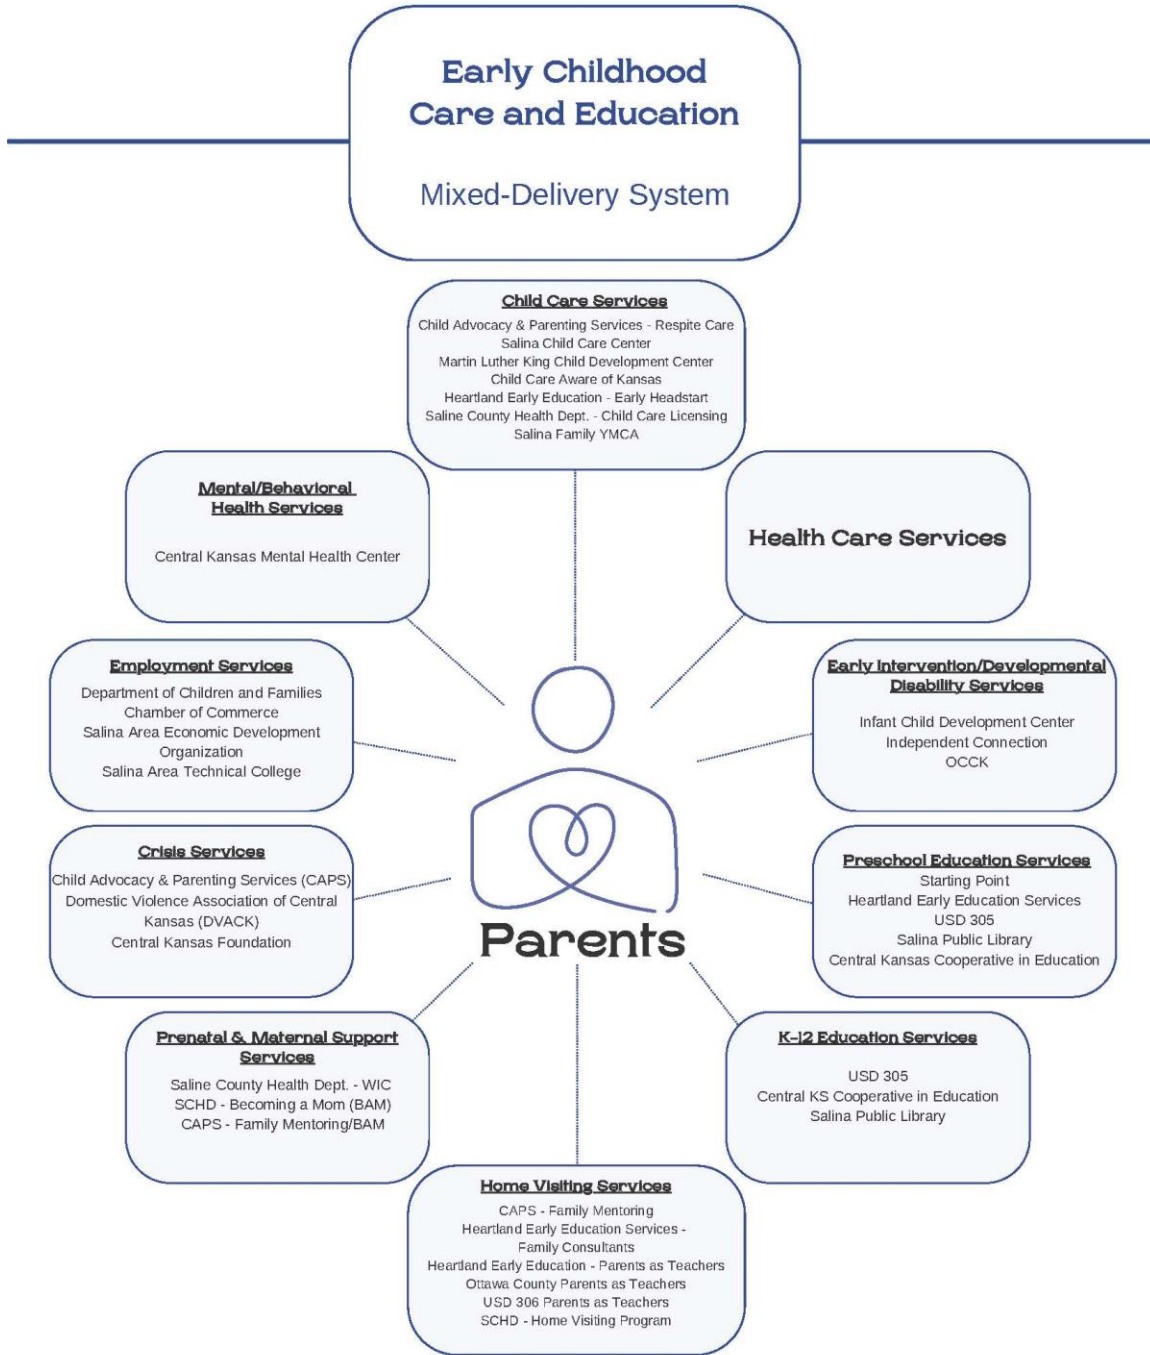 Early Childhood
Care and Education
Mixed-Delivery System
Child Care Services
Child Advocacy & Parenting Services - Respite Care
Salina Child Care Center
Martin Luther King Child Development Center
Child Care Aware of Kansas
Heartland Early Education - Early Headstart
Saline County Health Dept. - Child Care Licensing
Salina Family YMCA
Mental/Behavioral
Health Services
Central Kansas Mental Health Center
Health Care Services
Employment Services
Department of Children and Families
Chamber of Commerce
Salina Area Economic Development
Organization
Salina Area Technical College
Early Intervention/Developmental
Disability Services
Infant Child Development Center
Independent Connection
OCCK
Crisis Services
Child Advocacy & Parenting Services (CAPS)
Domestic Violence Association of Central
Kansas (DVACK)
Central Kansas Foundation
Preschool Education Services
Starting Point
Heartland Early Education Services
USD 305
Salina Public Library
Central Kansas Cooperative in Education
Parents
Prenatal & Maternal Support
Services
Saline County Health Dept. - WIC
SCHD - Becoming a Mom (BAM)
CAPS - Family Mentoring/BAM
K-12 Education Services
USD 305
Central KS Cooperative in Education
Salina Public Library
Home Visiting Services
CAPS - Family Mentoring
Heartland Early Education Services -
Family Consultants
Heartland Early Education - Parents as Teachers
Ottawa County Parents as Teachers
USD 306 Parents as Teachers
SCHD - Home Visiting Program